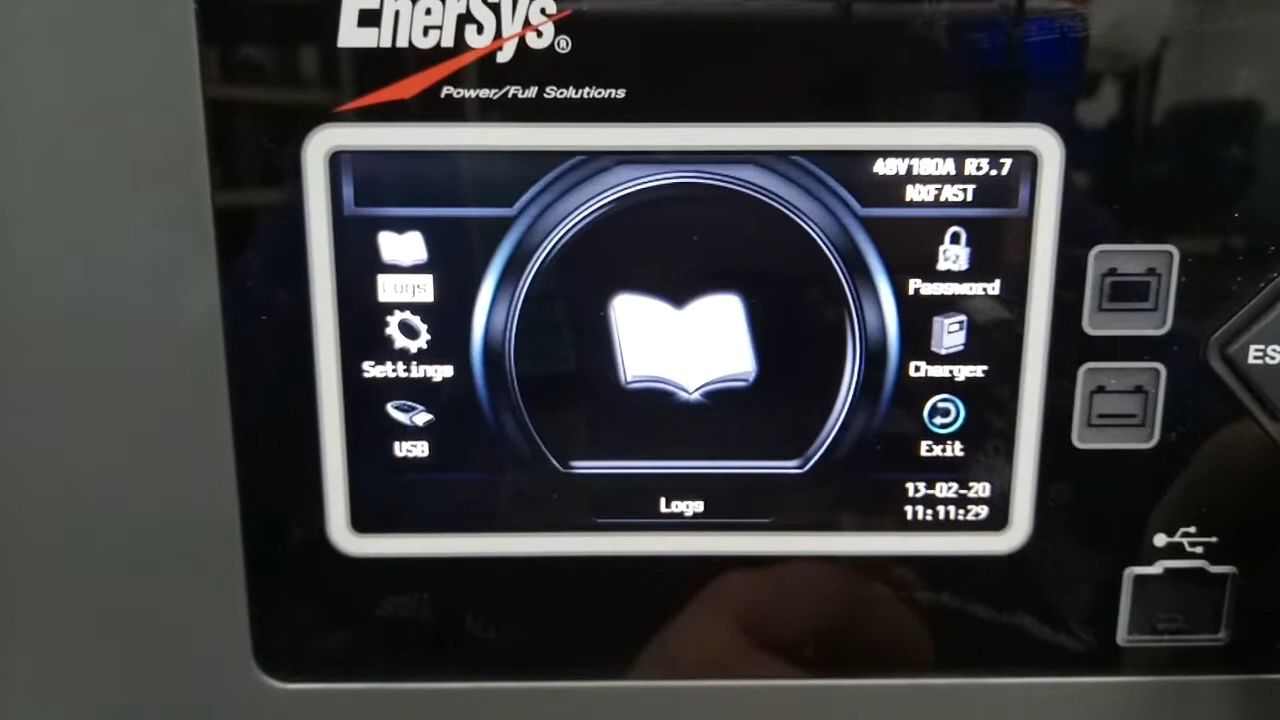 EnerSys®
Power/Full Solutions
48V180A R3.7
NXFAST
Logs
Settings
USB
Password
Charger
Exit
Logs
13-02-20
11:11:29
ES